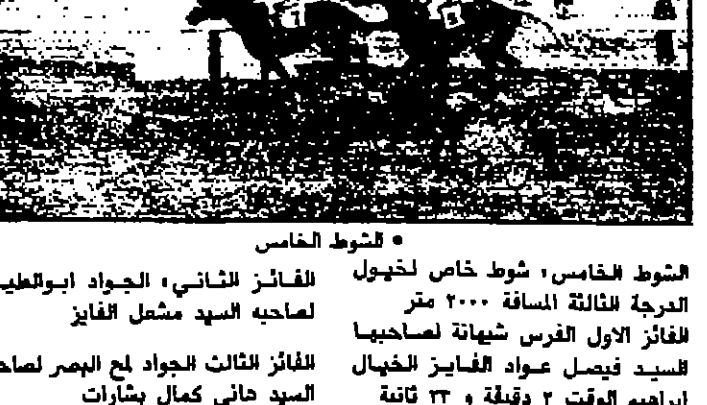 • الشوط الخامس
الشوط الخامس، شوط خاص لخيول
الدرجة الثالثة المسافة ٢٠٠٠ متر
الفائز الاول الفرس شيهانة لصاحبها
السيد فيصل عواد الفايز الخيال
ابراهيم الوقت ٢ دقيقة و ٢٣ ثانية
الفائز الثاني، الجواد ابوالطيب
لصاحبه السيد مشعل الفايز
الفائز الثالث الجواد لمح البصر
السيد هاني كمال بشارات